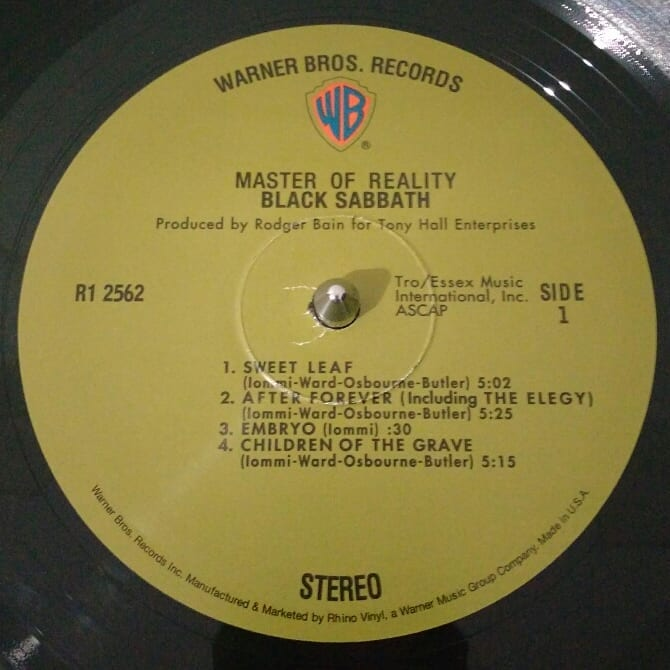 WARNER BROS. RECORDS
WB
®
MASTER OF REALITY
BLACK SABBATH
Produced by Rodger Bain for Tony Hall Enterprises
R1 2562
Tro/Essex Music
International, Inc.
ASCAP
SIDE
1
1. SWEET LEAF
(Iommi-Ward-Osbourne-Butler) 5:02
2. AFTER FOREVER (Including THE ELEGY)
(Iommi-Ward-Osbourne-Butler) 5:25
3. EMBRYO (Iommi) :30
4. CHILDREN OF THE GRAVE
(Iommi-Ward-Osbourne-Butler) 5:15
STEREO
Warner Bros. Records Inc. Manufactured & Marketed by Rhino Vinyl, a Warner Music Group Company. Made in U.S.A